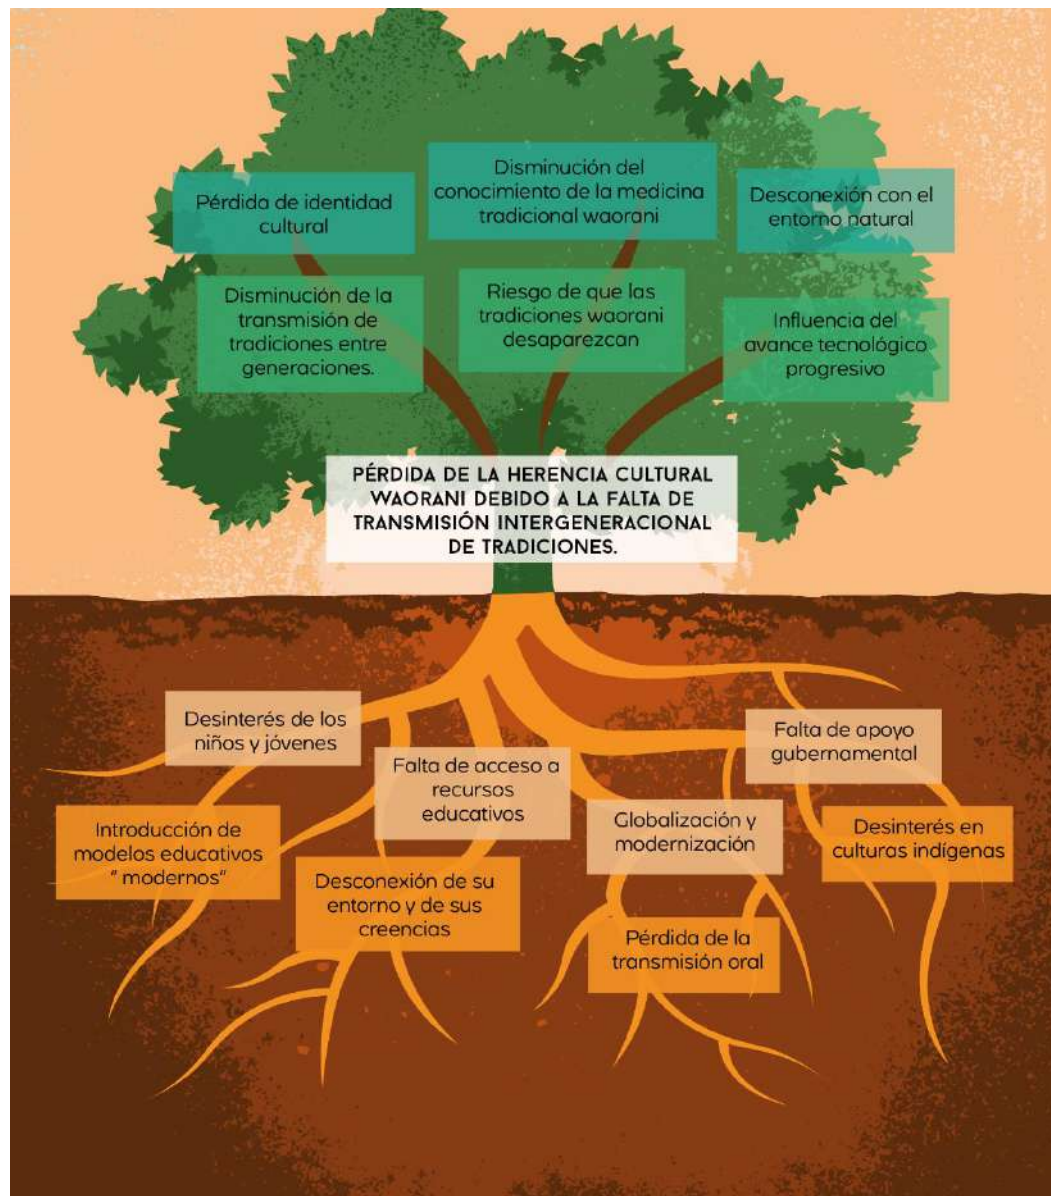 Pérdida de identidad
cultural
Disminución del
conocimiento de la medicina
tradicional waorani
Desconexión con el
entorno natural
Disminución de la
transmisión de
tradiciones entre
generaciones.
Riesgo de que las
tradiciones waorani
desaparezcan
Influencia del
avance tecnológico
progresivo
PÉRDIDA DE LA HERENCIA CULTURAL
WAORANI DEBIDO A LA FALTA DE
TRANSMISIÓN INTERGENERACIONAL
DE TRADICIONES.
Desinterés de los
niños y jóvenes
Falta de acceso a
recursos
educativos
Globalización y
modernización
Falta de apoyo
gubernamental
Introducción de
modelos educativos
" modernos"
Desconexión de su
entorno y de sus
creencias
Pérdida de la
transmisión oral
Desinterés en
culturas indígenas